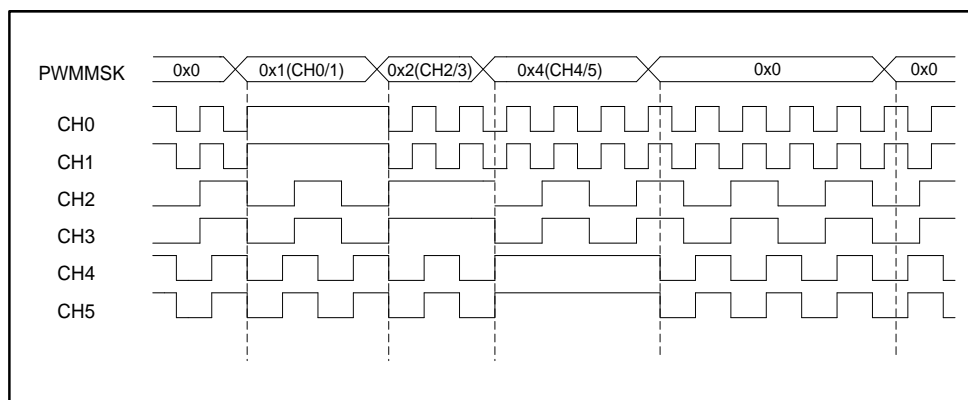 PWMMSK 0x0 0x1(CH0/1) 0x2(CH2/3) 0x4(CH4/5) 0x0 0x0
CH0
CH1
CH2
CH3
CH4
CH5